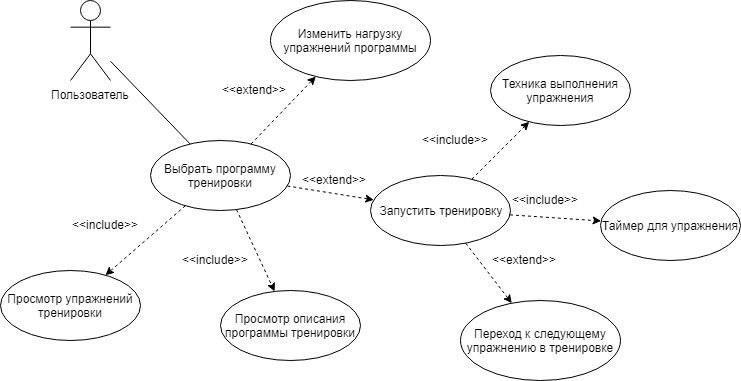 Пользователь
Изменить нагрузку
упражнений программы
<<extend>>
Техника выполнения
упражнения
<<include>>
Выбрать программу
тренировки
<<extend>>
Запустить тренировку
<<include>>
Таймер для упражнения
<<include>>
<<include>>
<<extend>>
Просмотр упражнений
тренировки
Просмотр описания
программы тренировки
Переход к следующему
упражнению в тренировке